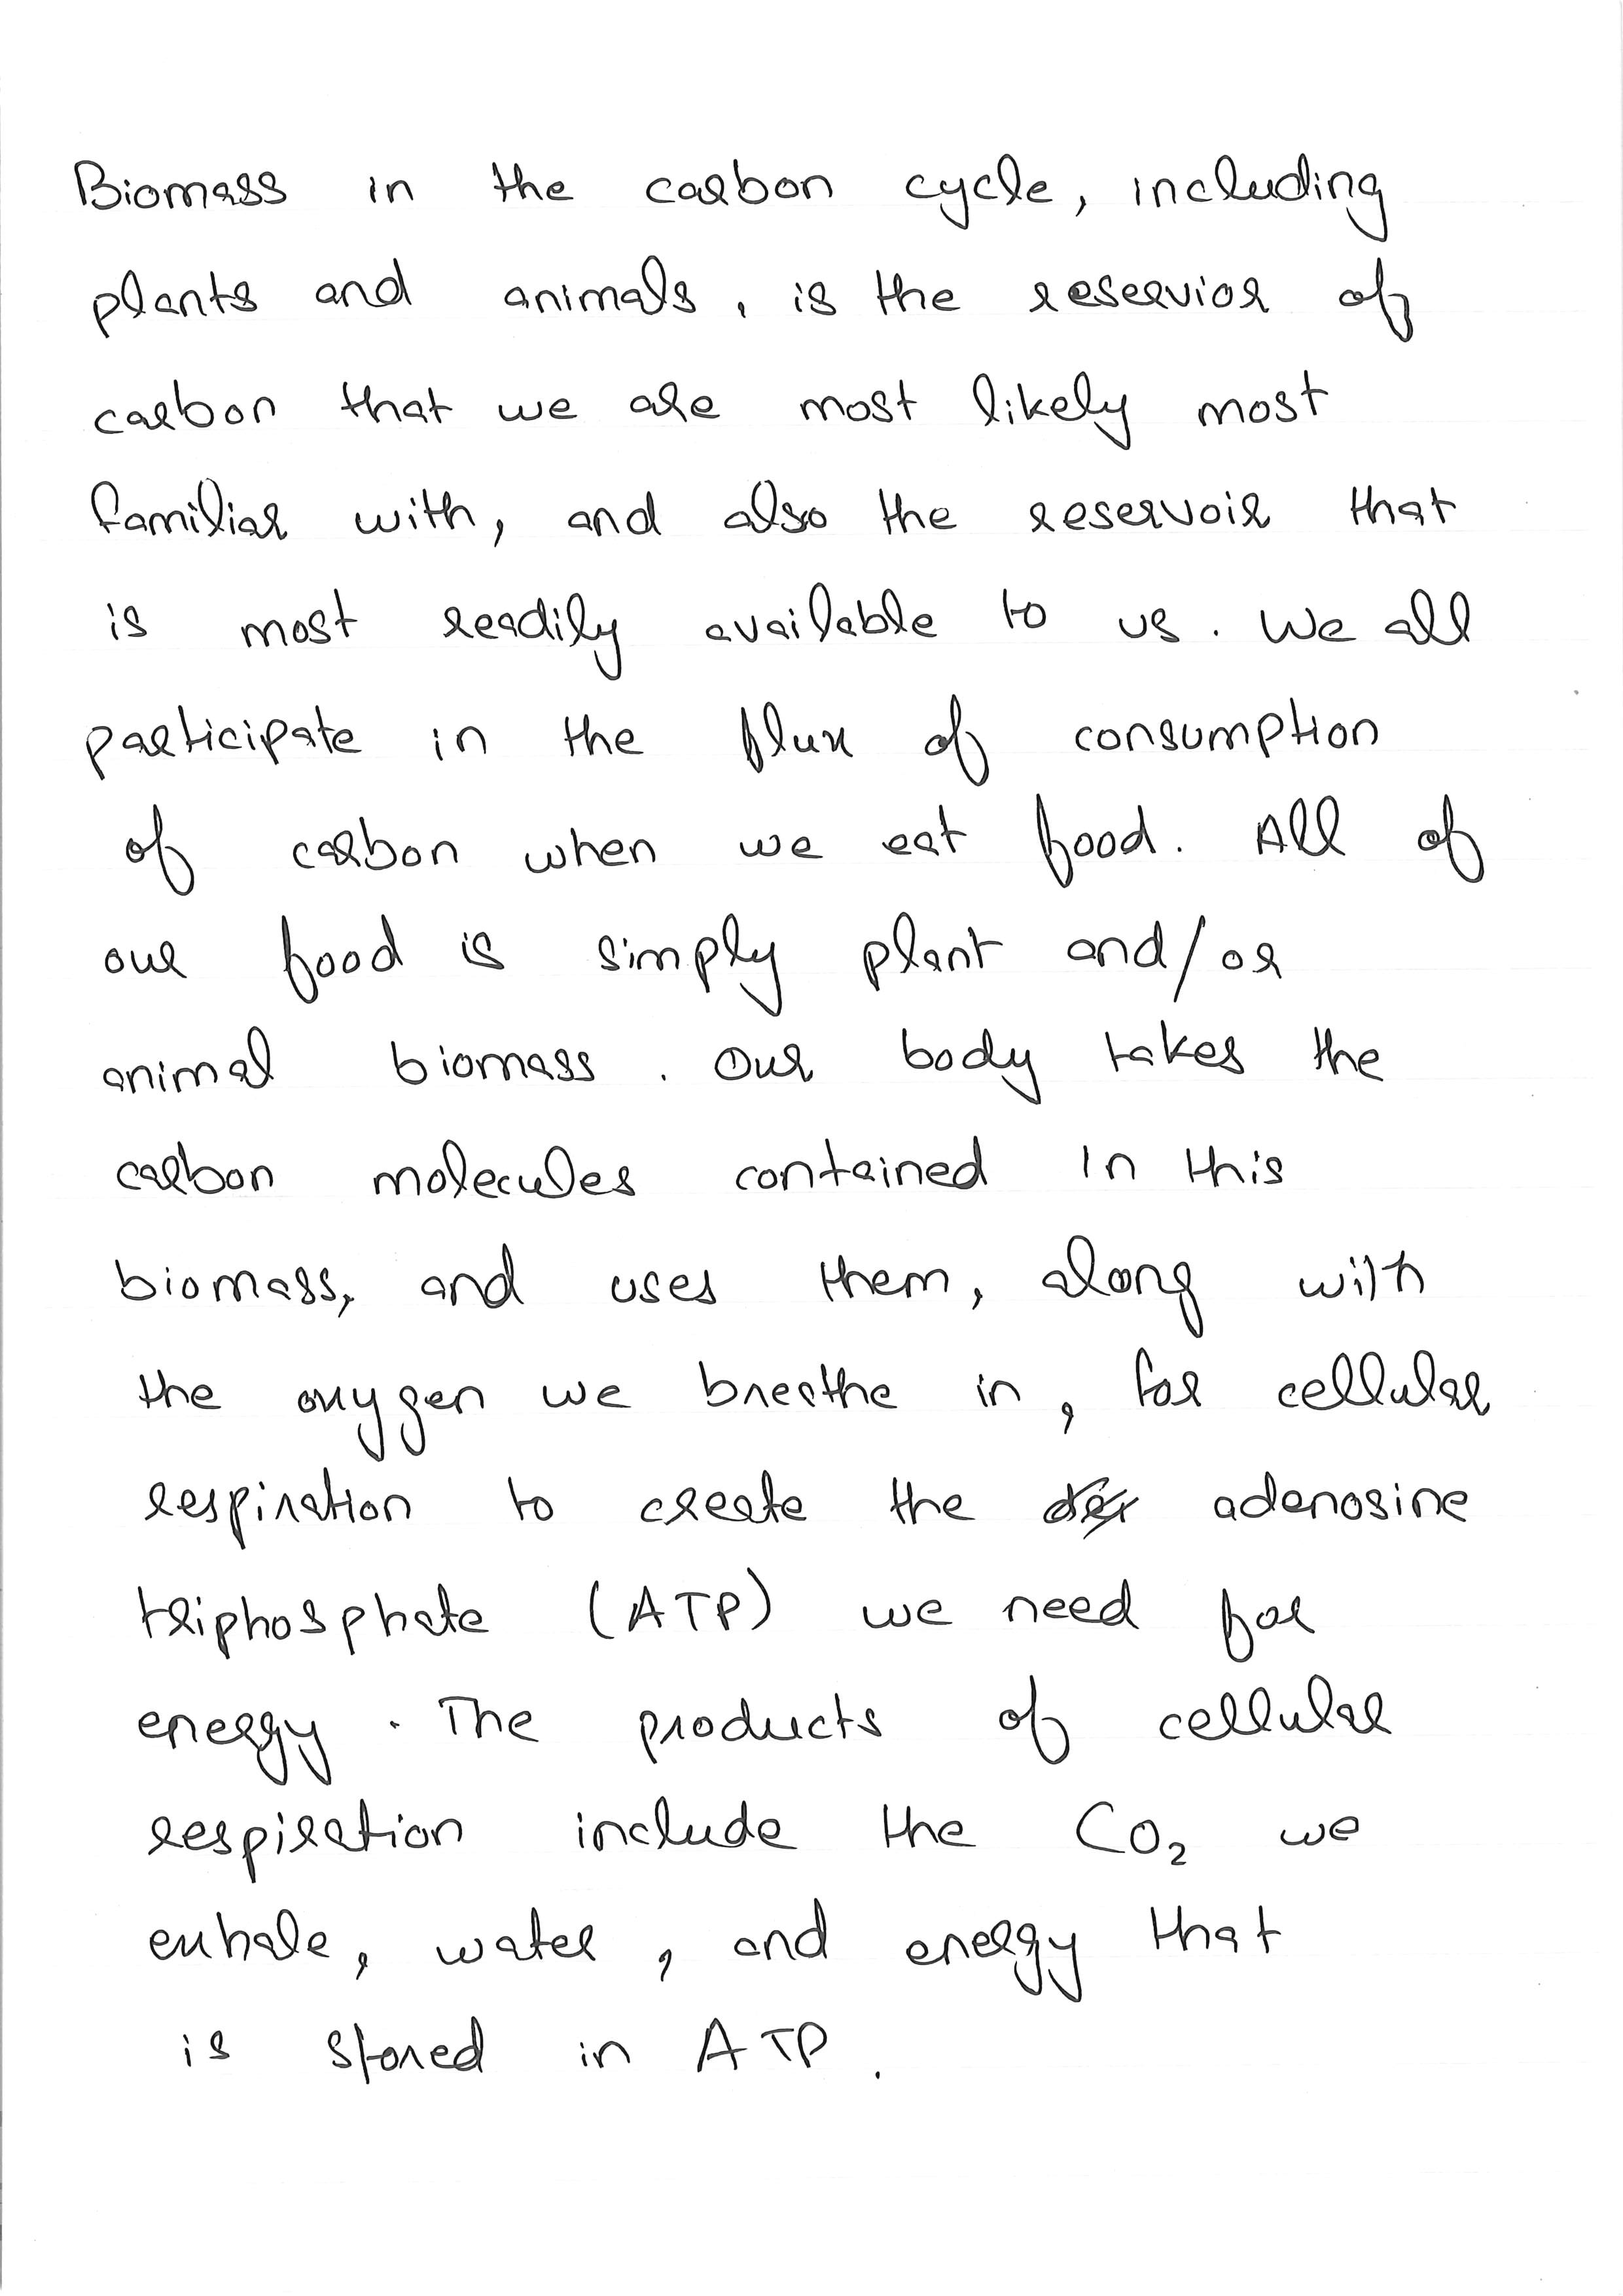 Biomass in the carbon cycle, including
plants and animals, is the reservior of
carbon that we are most likely most
familiar with, and also the reservoir that
is most readily available to us. We all
participate in the flux of consumption
of carbon when we eat food. All of
our food is simply plant and/or
animal biomass. Our body takes the
carbon molecules contained in this
biomass, and uses them, along with
the oxygen we breathe in, for cellular
respiration to create the adenosine
triphosphate (ATP) we need for
energy. The products of cellular
respiration include the CO₂ we
exhale, water, and energy that
is stored in ATP.